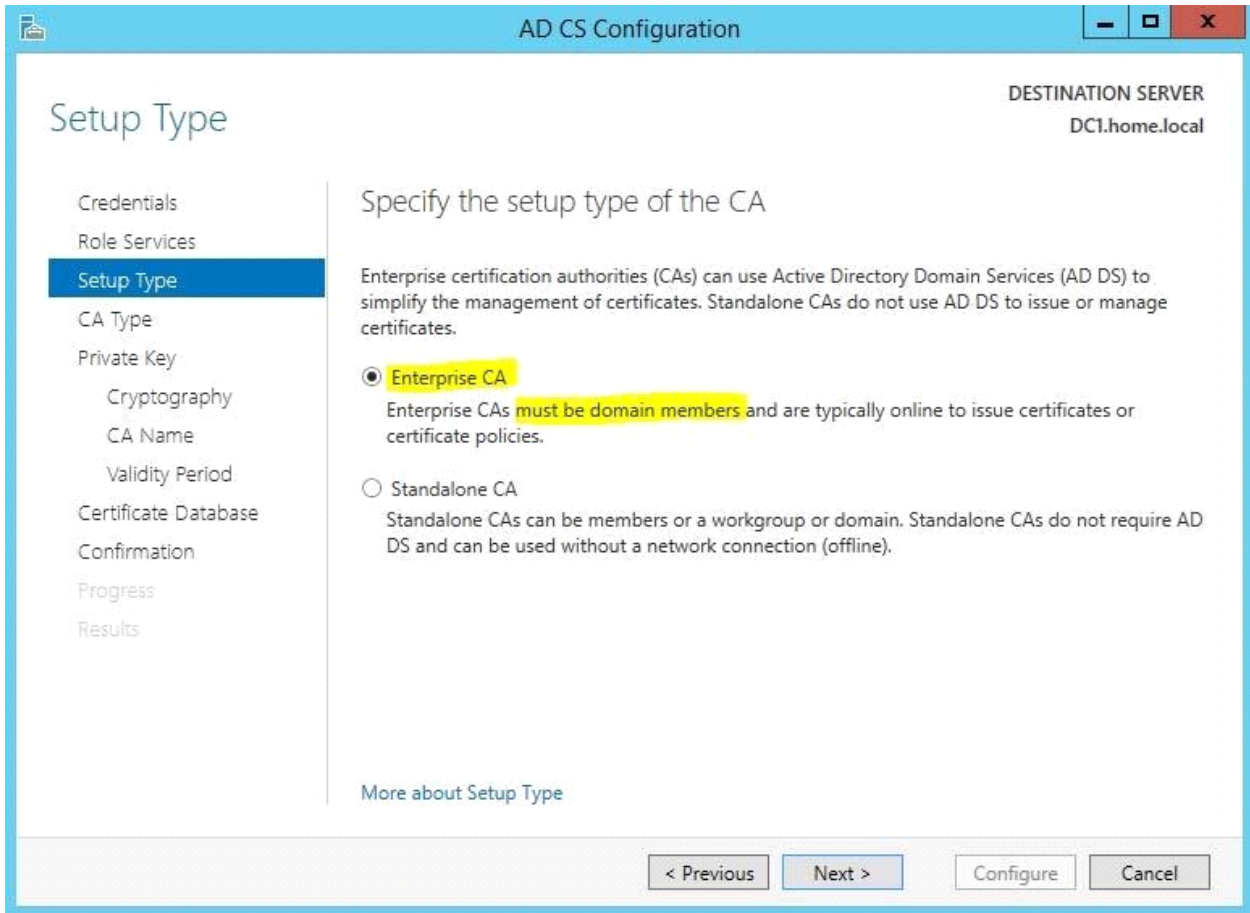 AD CS Configuration
Setup Type
DESTINATION SERVER
DC1.home.local
Credentials
Role Services
Setup Type
CA Type
Private Key
Cryptography
CA Name
Validity Period
Certificate Database
Confirmation
Progress
Results
Specify the setup type of the CA
Enterprise certification authorities (CAs) can use Active Directory Domain Services (AD DS) to
simplify the management of certificates. Standalone CAs do not use AD DS to issue or manage
certificates.
Enterprise CA
Enterprise CAs must be domain members and are typically online to issue certificates or
certificate policies.
Standalone CA
Standalone CAs can be members or a workgroup or domain. Standalone CAs do not require AD
DS and can be used without a network connection (offline).
More about Setup Type
< Previous
Next >
Configure
Cancel